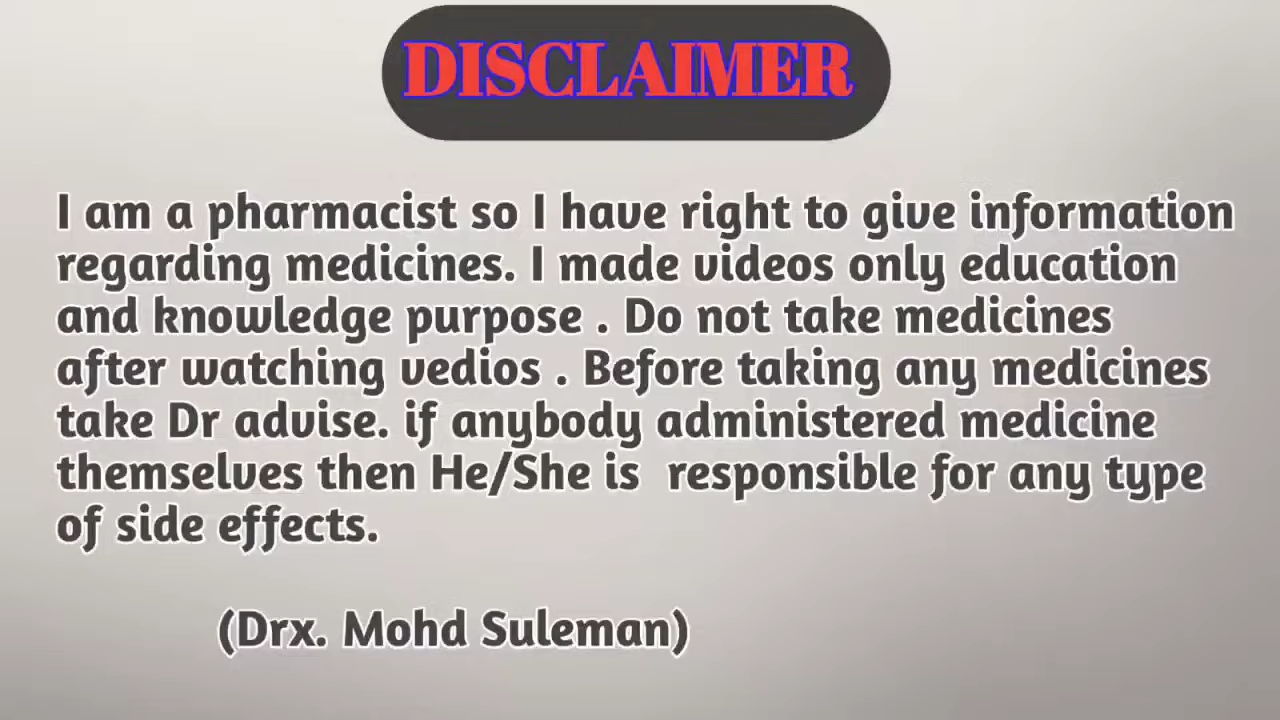 DISCLAIMER
I am a pharmacist so I have right to give information
regarding medicines. I made videos only education
and knowledge purpose . Do not take medicines
after watching vedios . Before taking any medicines
take Dr advise. if anybody administered medicine
themselves then He/She is  responsible for any type
of side effects.
(Drx. Mohd Suleman)